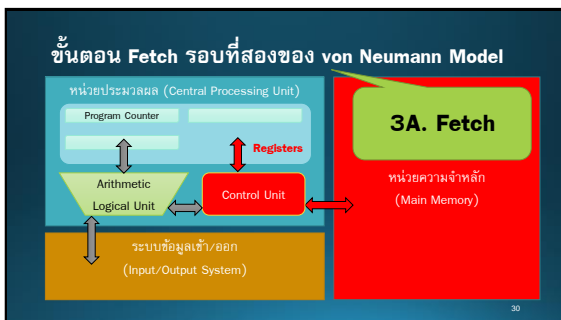 ขั้นตอน Fetch รอบที่สองของ von Neumann Model
หน่วยประมวลผล (Central Processing Unit)
Program Counter
Registers
Arithmetic
Logical Unit
Control Unit
3A. Fetch
หน่วยความจำหลัก
(Main Memory)
ระบบข้อมูลเข้า/ออก
(Input/Output System)
30